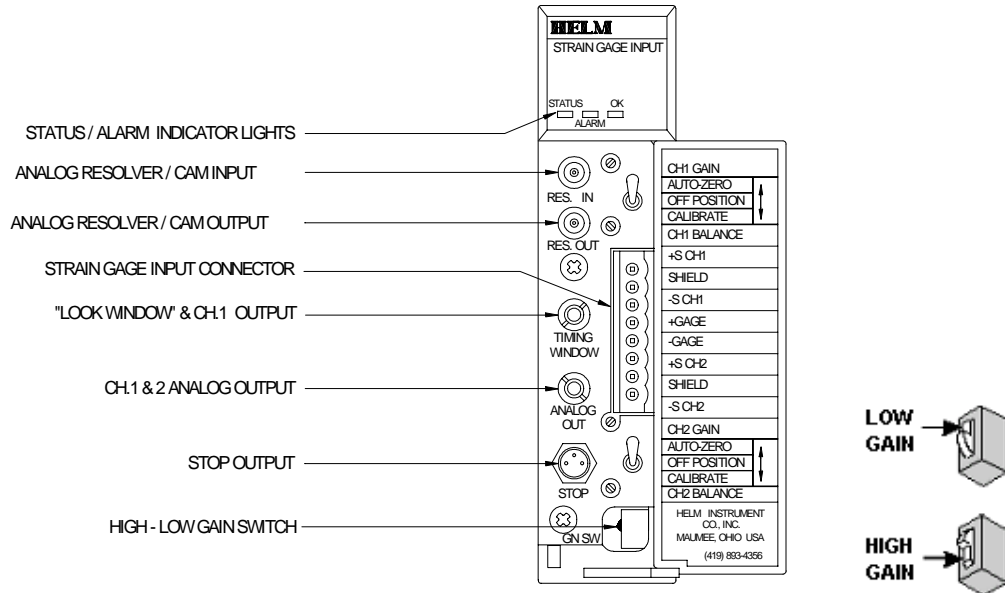 HELM
STRAIN GAGE INPUT
STATUS OK
ALARM
STATUS / ALARM INDICATOR LIGHTS
ANALOG RESOLVER / CAM INPUT
RES. IN
ANALOG RESOLVER / CAM OUTPUT
RES. OUT
STRAIN GAGE INPUT CONNECTOR
"LOOK WINDOW" & CH.1 OUTPUT
TIMING
WINDOW
CH.1 & 2 ANALOG OUTPUT
ANALOG
OUT
STOP OUTPUT
STOP
HIGH - LOW GAIN SWITCH
GN SW
CH1 GAIN
AUTO-ZERO
OFF POSITION
CALIBRATE
CH1 BALANCE
+S CH1
SHIELD
-S CH1
+GAGE
-GAGE
+S CH2
SHIELD
-S CH2
CH2 GAIN
AUTO-ZERO
OFF POSITION
CALIBRATE
CH2 BALANCE
HELM INSTRUMENT
CO., INC.
MAUMEE, OHIO USA
(419) 893-4356
LOW
GAIN
HIGH
GAIN